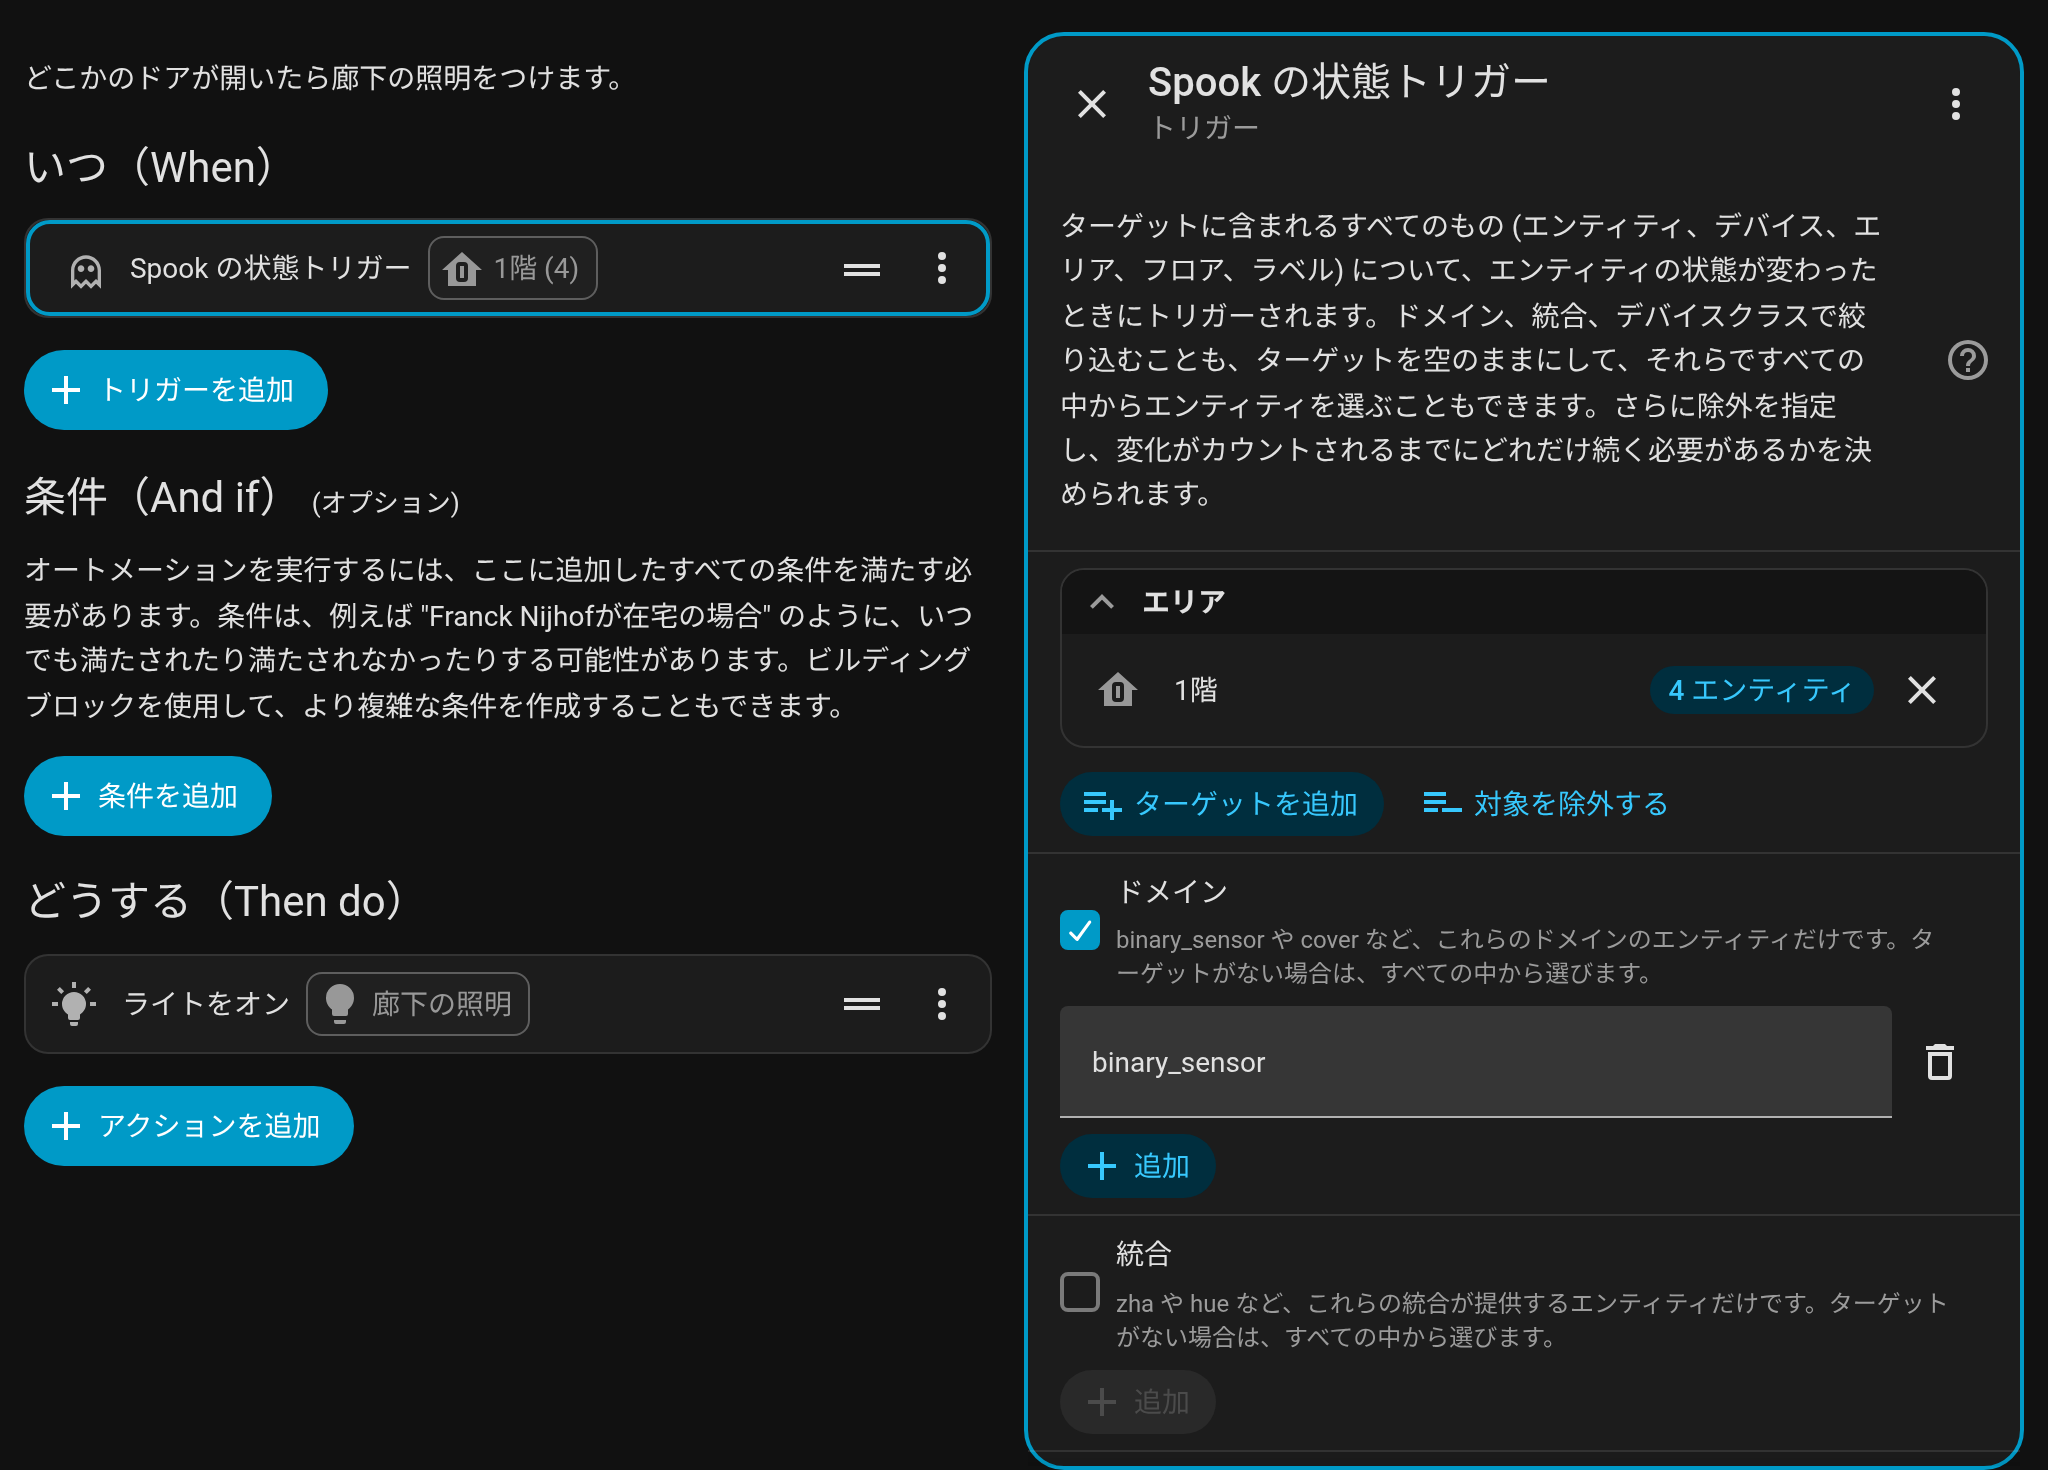 どこかのドアが開いたら廊下の照明をつけます。
いつ（When）
Spook の状態トリガー
1階 (4)
トリガーを追加
条件（And if）
(オプション)
オートメーションを実行するには、ここに追加したすべての条件を満たす必
要があります。条件は、例えば "Franck Nijhofが在宅の場合" のように、いつ
でも満たされたり満たされなかったりする可能性があります。ビルディング
ブロックを使用して、より複雑な条件を作成することもできます。
条件を追加
どうする（Then do）
ライトをオン
廊下の照明
アクションを追加
Spook の状態トリガー
トリガー
ターゲットに含まれるすべてのもの (エンティティ、デバイス、エ
リア、フロア、ラベル) について、エンティティの状態が変わった
ときにトリガーされます。ドメイン、統合、デバイスクラスで絞
り込むことも、ターゲットを空のままにして、それらですべての
中からエンティティを選ぶこともできます。さらに除外を指定
し、変化がカウントされるまでにどれだけ続く必要があるかを決
められます。
エリア
1階
4 エンティティ
ターゲットを追加
対象を除外する
ドメイン
binary_sensor や cover など、これらのドメインのエンティティだけです。タ
ーゲットがない場合は、すべての中から選びます。
binary_sensor
追加
統合
zha や hue など、これらの統合が提供するエンティティだけです。ターゲット
がない場合は、すべての中から選びます。
追加